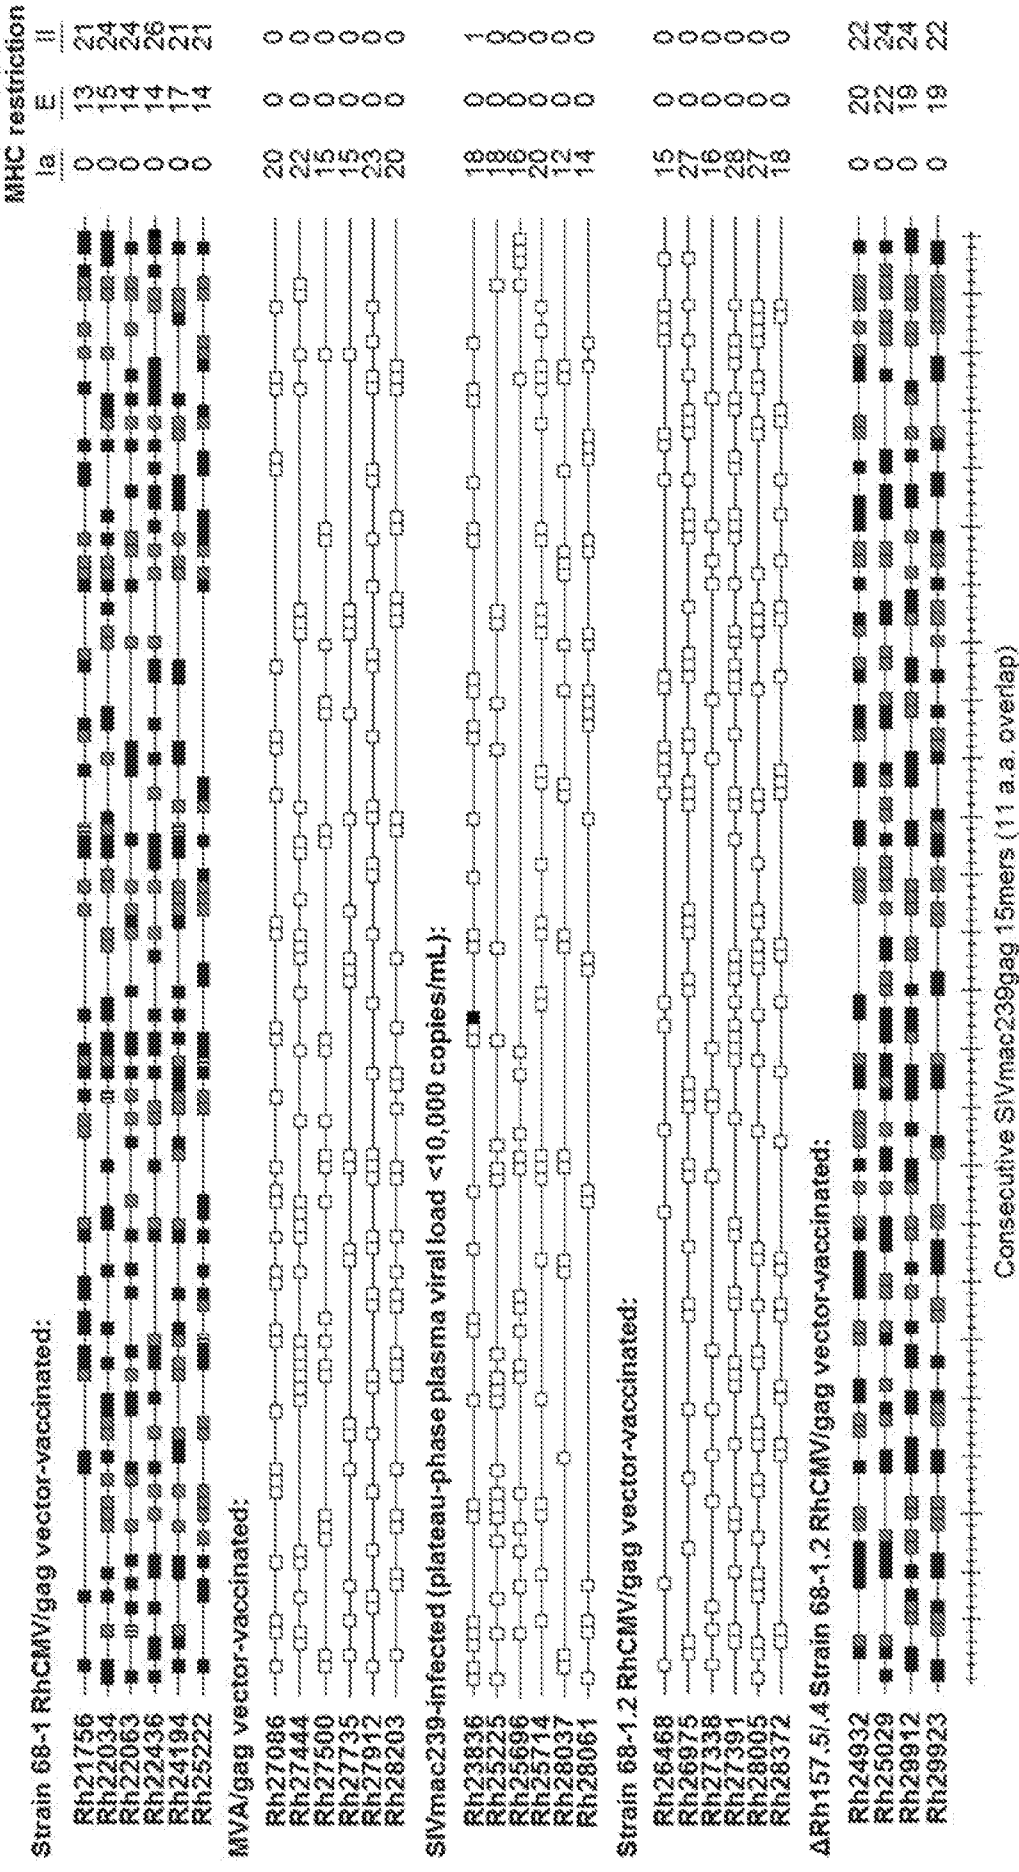 MHC restriction
Strain 68-1 RhCMV/gag vector-vaccinated: Ia E II
Rh21756 0 13 21
Rh22034 0 15 24
Rh22063 0 14 24
Rh22436 0 14 26
Rh24194 0 17 21
Rh25222 0 14 21
MVA/gag vector-vaccinated:
Rh27086 20 0 0
Rh27444 22 0 0
Rh27500 15 0 0
Rh27735 15 0 0
Rh27912 23 0 0
Rh28203 20 0 0
SIVmac239-infected (plateau-phase plasma viral load <10,000 copies/mL):
Rh23836 18 0 1
Rh25225 18 0 0
Rh25696 16 0 0
Rh25714 20 0 0
Rh28037 12 0 0
Rh28061 14 0 0
Strain 68-1.2 RhCMV/gag vector-vaccinated:
Rh26468 15 0 0
Rh26975 27 0 0
Rh27338 16 0 0
Rh27391 28 0 0
Rh28005 27 0 0
Rh28372 18 0 0
ΔRh157.5/.4 Strain 68-1.2 RhCMV/gag vector-vaccinated:
Rh24932 0 20 22
Rh25029 0 22 24
Rh29912 0 19 24
Rh29923 0 19 22
Consecutive SIVmac239gag 15mers (11 a.a. overlap)